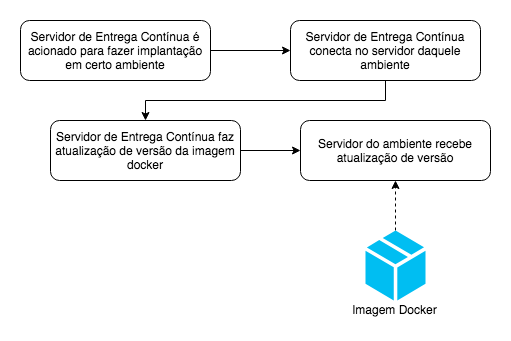 Servidor de Entrega Contínua é
acionado para fazer implantação
em certo ambiente
Servidor de Entrega Contínua
conecta no servidor daquele
ambiente
Servidor de Entrega Contínua faz
atualização de versão da imagem
docker
Servidor do ambiente recebe
atualização de versão
Imagem Docker